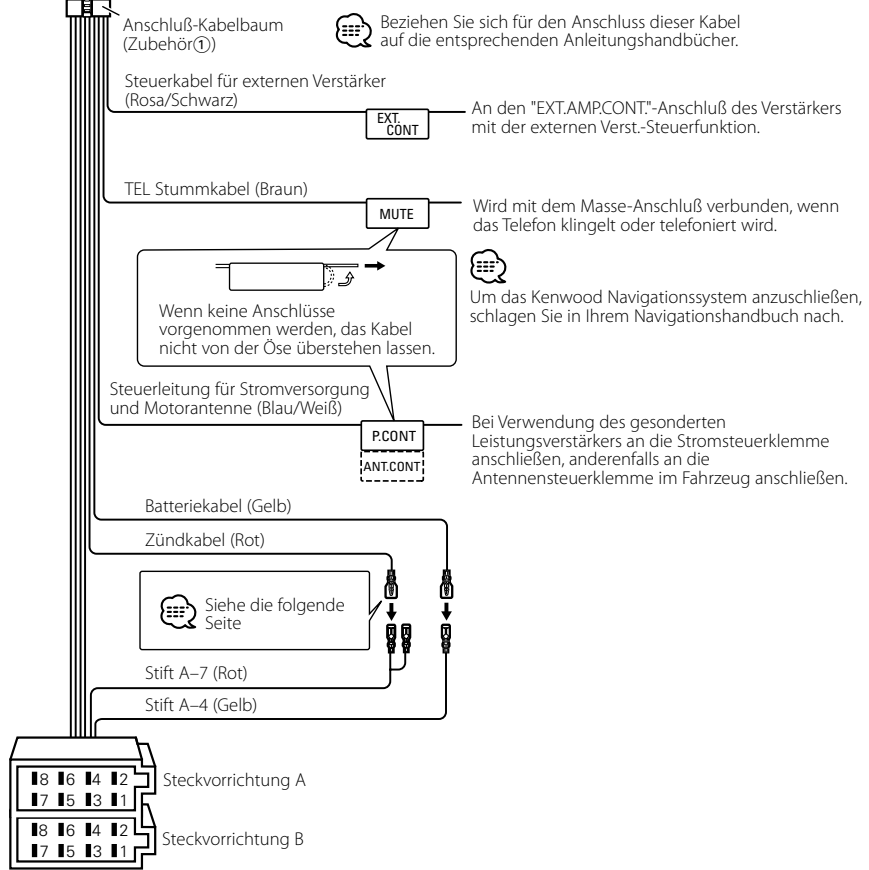 Anschluß-Kabelbaum
(Zubehör①)
Beziehen Sie sich für den Anschluss dieser Kabel
auf die entsprechenden Anleitungshandbücher.
Steuerkabel für externen Verstärker
(Rosa/Schwarz)
EXT.
CONT
An den "EXT.AMP.CONT."-Anschluß des Verstärkers
mit der externen Verst.-Steuerfunktion.
TEL Stummkabel (Braun)
MUTE
Wird mit dem Masse-Anschluß verbunden, wenn
das Telefon klingelt oder telefoniert wird.
Wenn keine Anschlüsse
vorgenommen werden, das Kabel
nicht von der Öse überstehen lassen.
Um das Kenwood Navigationssystem anzuschließen,
schlagen Sie in Ihrem Navigationshandbuch nach.
Steuerleitung für Stromversorgung
und Motorantenne (Blau/Weiß)
P.CONT
ANT.CONT
Bei Verwendung des gesonderten
Leistungsverstärkers an die Stromsteuerklemme
anschließen, anderenfalls an die
Antennensteuerklemme im Fahrzeug anschließen.
Batteriekabel (Gelb)
Zündkabel (Rot)
Siehe die folgende
Seite
Stift A–7 (Rot)
Stift A–4 (Gelb)
8 6 4 2
7 5 3 1
Steckvorrichtung A
8 6 4 2
7 5 3 1
Steckvorrichtung B